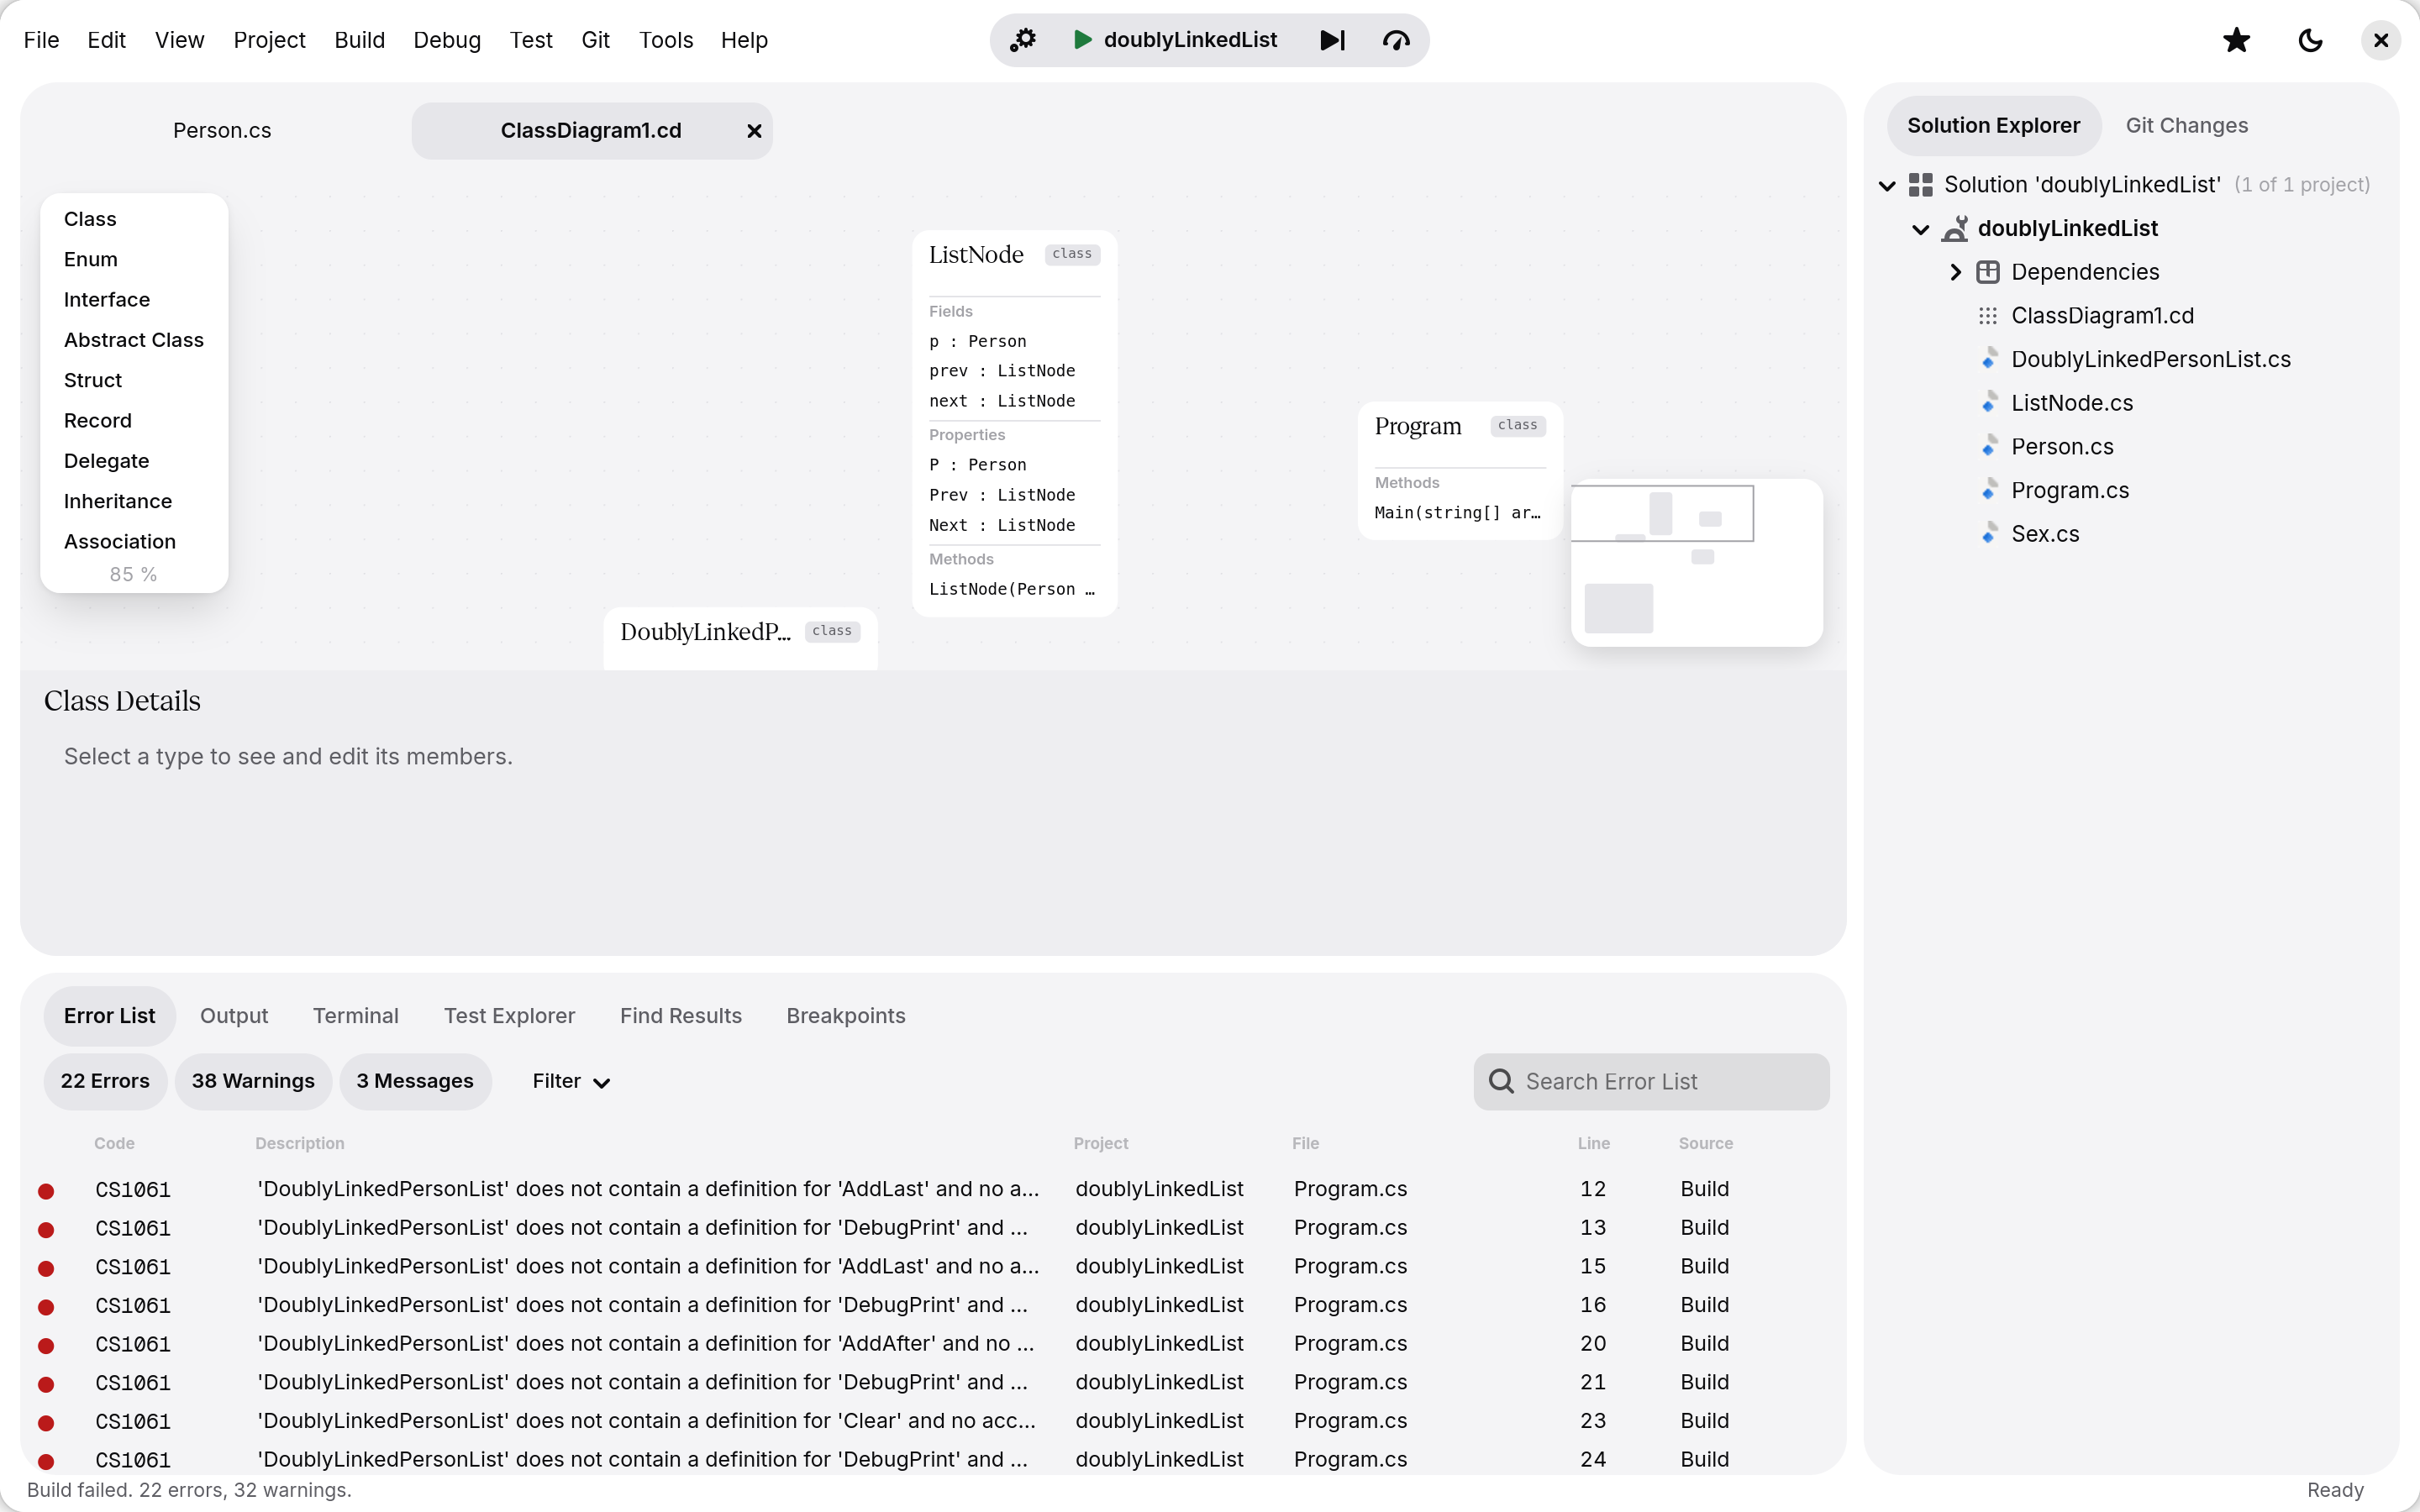 File Edit View Project Build Debug Test Git Tools Help
doublyLinkedList
Person.cs
ClassDiagram1.cd
Class
Enum
Interface
Abstract Class
Struct
Record
Delegate
Inheritance
Association
85 %
ListNode class
Fields
p : Person
prev : ListNode
next : ListNode
Properties
P : Person
Prev : ListNode
Next : ListNode
Methods
ListNode(Person …
Program class
Methods
Main(string[] ar…
DoublyLinkedP... class
Class Details
Select a type to see and edit its members.
Solution Explorer Git Changes
Solution 'doublyLinkedList' (1 of 1 project)
doublyLinkedList
Dependencies
ClassDiagram1.cd
DoublyLinkedPersonList.cs
ListNode.cs
Person.cs
Program.cs
Sex.cs
Error List Output Terminal Test Explorer Find Results Breakpoints
22 Errors 38 Warnings 3 Messages Filter Search Error List
Code Description Project File Line Source
CS1061 'DoublyLinkedPersonList' does not contain a definition for 'AddLast' and no a... doublyLinkedList Program.cs 12 Build
CS1061 'DoublyLinkedPersonList' does not contain a definition for 'DebugPrint' and ... doublyLinkedList Program.cs 13 Build
CS1061 'DoublyLinkedPersonList' does not contain a definition for 'AddLast' and no a... doublyLinkedList Program.cs 15 Build
CS1061 'DoublyLinkedPersonList' does not contain a definition for 'DebugPrint' and ... doublyLinkedList Program.cs 16 Build
CS1061 'DoublyLinkedPersonList' does not contain a definition for 'AddAfter' and no ... doublyLinkedList Program.cs 20 Build
CS1061 'DoublyLinkedPersonList' does not contain a definition for 'DebugPrint' and ... doublyLinkedList Program.cs 21 Build
CS1061 'DoublyLinkedPersonList' does not contain a definition for 'Clear' and no acc... doublyLinkedList Program.cs 23 Build
CS1061 'DoublyLinkedPersonList' does not contain a definition for 'DebugPrint' and ... doublyLinkedList Program.cs 24 Build
Build failed. 22 errors, 32 warnings. Ready